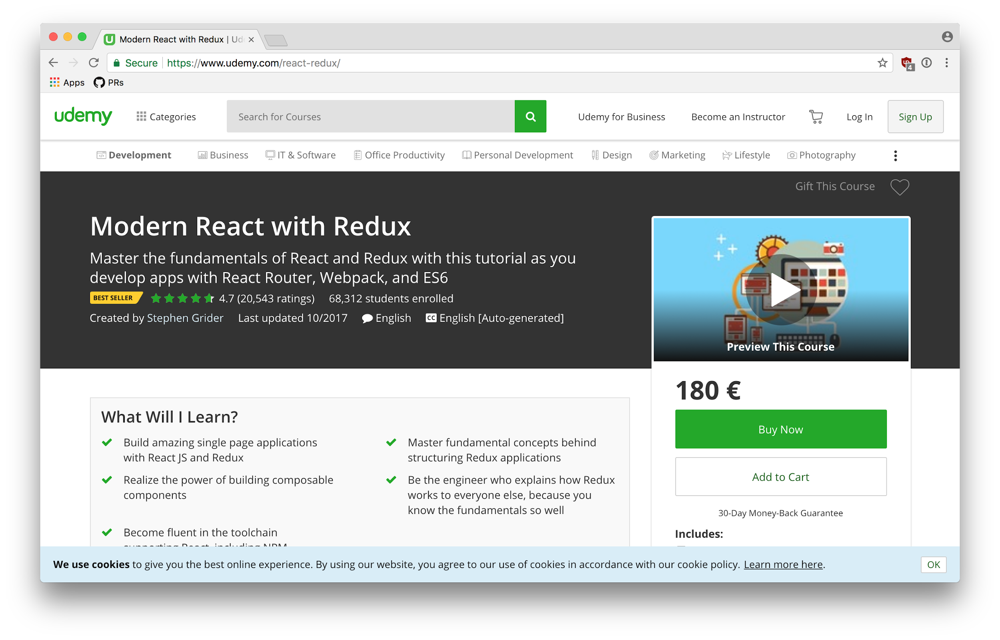 Modern React with Redux | Ud
Secure https://www.udemy.com/react-redux/
4
Apps PRs
udemy Categories Search for Courses Udemy for Business Become an Instructor Log In Sign Up
Development Business IT & Software Office Productivity Personal Development Design Marketing Lifestyle Photography
Gift This Course
Modern React with Redux
Master the fundamentals of React and Redux with this tutorial as you
develop apps with React Router, Webpack, and ES6
BEST SELLER 4.7 (20,543 ratings) 68,312 students enrolled
Created by Stephen Grider Last updated 10/2017 English CC English [Auto-generated]
Preview This Course
180 €
Buy Now
Add to Cart
30-Day Money-Back Guarantee
Includes:
What Will I Learn?
Build amazing single page applications
with React JS and Redux
Realize the power of building composable
components
Become fluent in the toolchain
supporting React, including NPM
Master fundamental concepts behind
structuring Redux applications
Be the engineer who explains how Redux
works to everyone else, because you
know the fundamentals so well
We use cookies to give you the best online experience. By using our website, you agree to our use of cookies in accordance with our cookie policy. Learn more here. OK